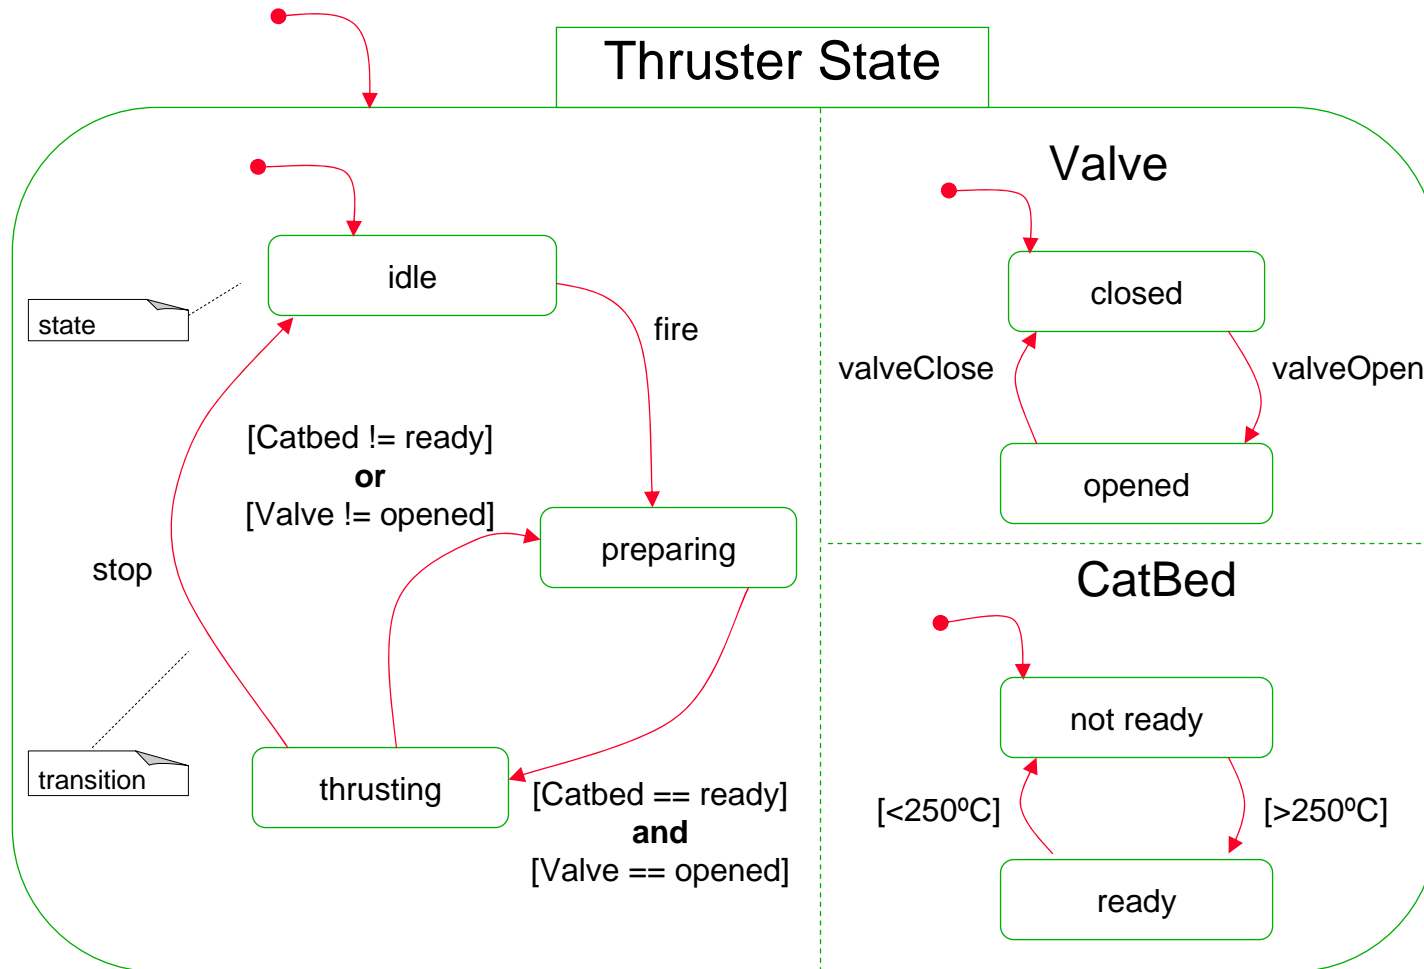 Thruster State
idle
state
fire
[Catbed != ready]
or
[Valve != opened]
preparing
stop
transition
thrusting
[Catbed == ready]
and
[Valve == opened]
Valve
closed
valveClose
valveOpen
opened
CatBed
not ready
[<250ºC]
[>250ºC]
ready